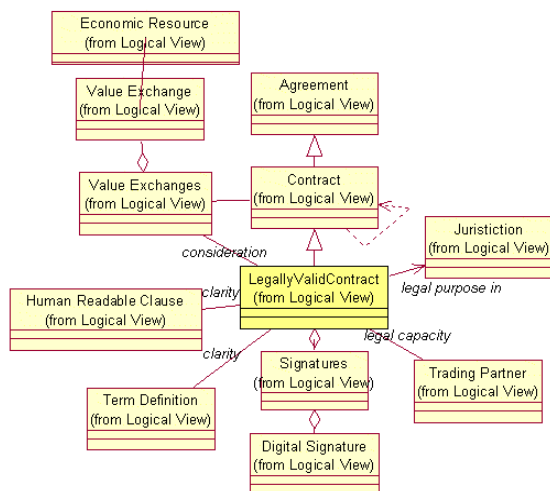 Economic Resource
(from Logical View)
Value Exchange
(from Logical View)
Agreement
(from Logical View)
Value Exchanges
(from Logical View)
Contract
(from Logical View)
consideration
Juristiction
(from Logical View)
LegallyValidContract
(from Logical View)
legal purpose in
Human Readable Clause
(from Logical View)
clarity
legal capacity
clarity
Signatures
(from Logical View)
Trading Partner
(from Logical View)
Term Definition
(from Logical View)
Digital Signature
(from Logical View)